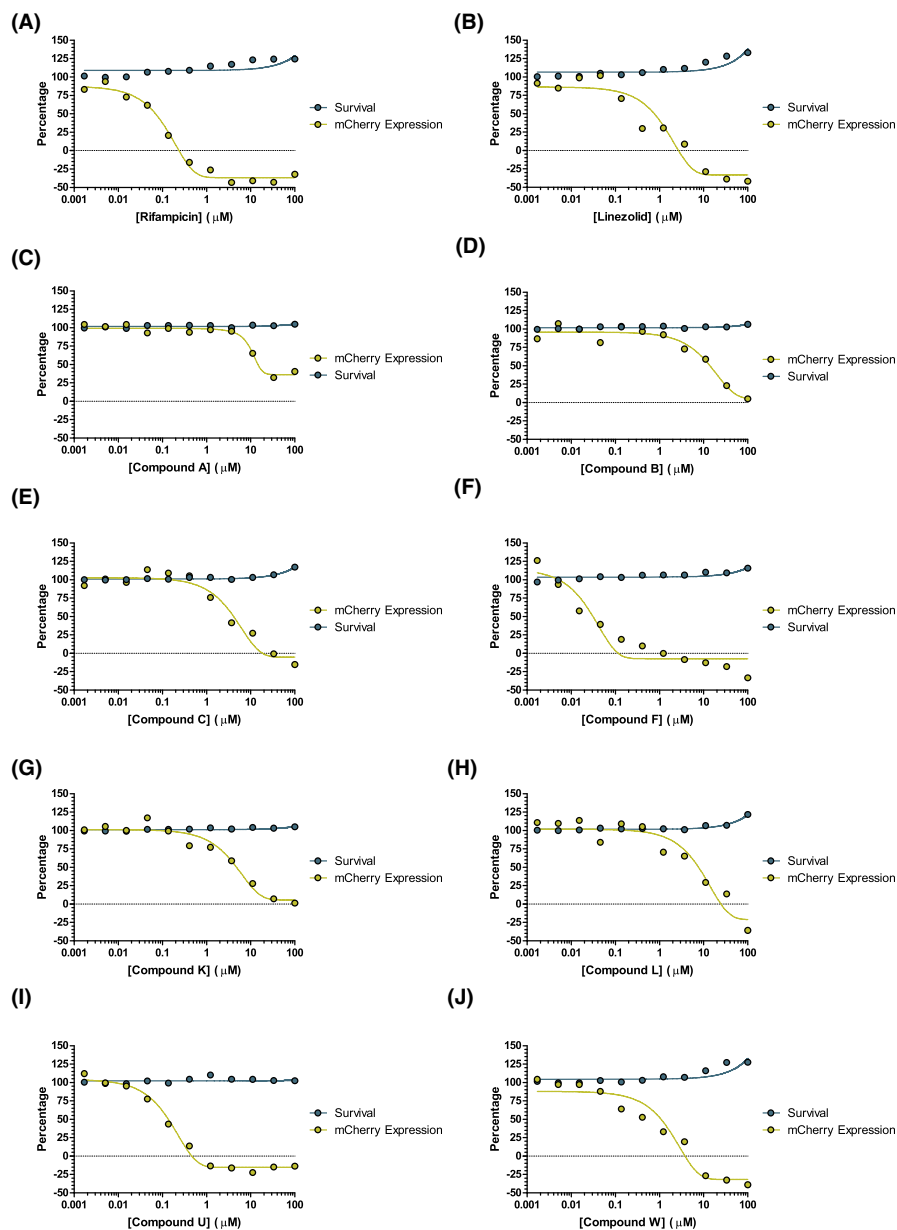 (A)
150
125
100
75
50
25
0
-25
-50
Percentage
0.001 0.01 0.1 1 10 100
[Rifampicin] ( μM)
Survival
mCherry Expression
(B)
150
125
100
75
50
25
0
-25
-50
Percentage
0.001 0.01 0.1 1 10 100
[Linezolid] ( μM)
Survival
mCherry Expression
(C)
150
125
100
75
50
25
0
-25
-50
Percentage
0.001 0.01 0.1 1 10 100
[Compound A] ( μM)
mCherry Expression
Survival
(D)
150
125
100
75
50
25
0
-25
-50
Percentage
0.001 0.01 0.1 1 10 100
[Compound B] ( μM)
mCherry Expression
Survival
(E)
150
125
100
75
50
25
0
-25
-50
Percentage
0.001 0.01 0.1 1 10 100
[Compound C] ( μM)
mCherry Expression
Survival
(F)
150
125
100
75
50
25
0
-25
-50
Percentage
0.001 0.01 0.1 1 10 100
[Compound F] ( μM)
Survival
mCherry Expression
(G)
150
125
100
75
50
25
0
-25
-50
Percentage
0.001 0.01 0.1 1 10 100
[Compound K] ( μM)
Survival
mCherry Expression
(H)
150
125
100
75
50
25
0
-25
-50
Percentage
0.001 0.01 0.1 1 10 100
[Compound L] ( μM)
Survival
mCherry Expression
(I)
150
125
100
75
50
25
0
-25
-50
Percentage
0.001 0.01 0.1 1 10 100
[Compound U] ( μM)
Survival
mCherry Expression
(J)
150
125
100
75
50
25
0
-25
-50
Percentage
0.001 0.01 0.1 1 10 100
[Compound W] ( μM)
Survival
mCherry Expression